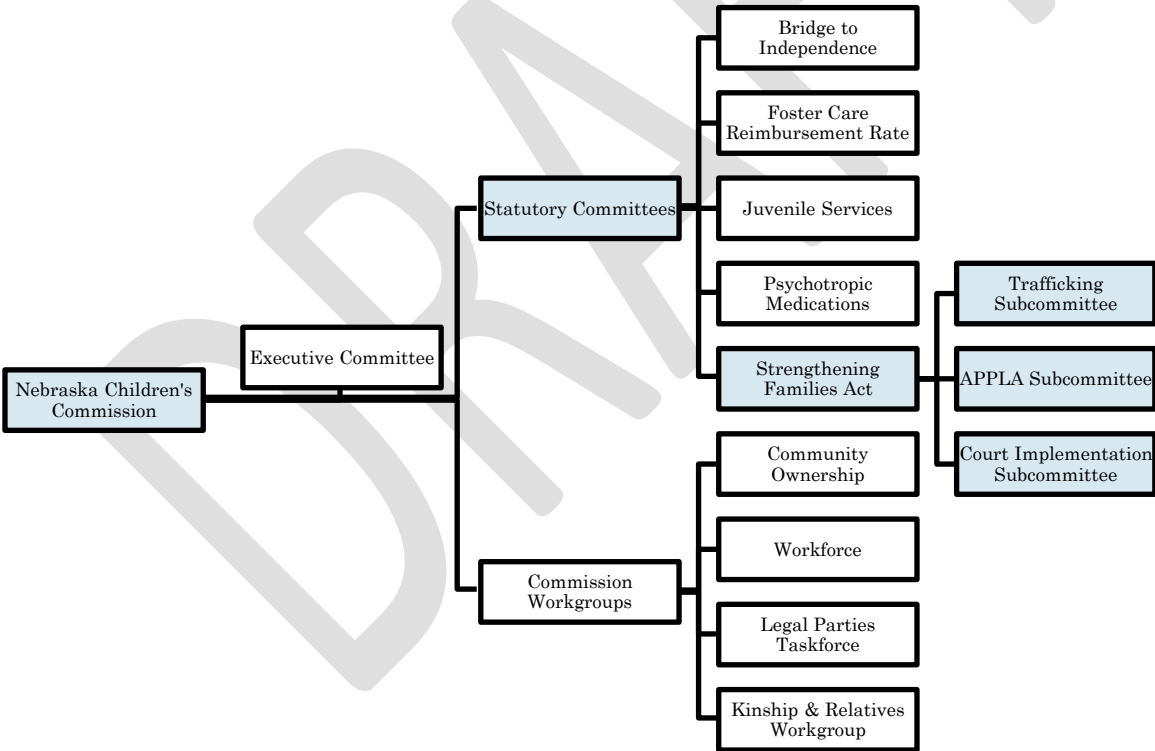 DRAFT
Bridge to
Independence
Foster Care
Reimbursement Rate
Statutory Committees
Juvenile Services
Psychotropic
Medications
Trafficking
Subcommittee
Executive Committee
Strengthening
Families Act
APPLA Subcommittee
Nebraska Children's
Commission
Community
Ownership
Court Implementation
Subcommittee
Workforce
Commission
Workgroups
Legal Parties
Taskforce
Kinship & Relatives
Workgroup